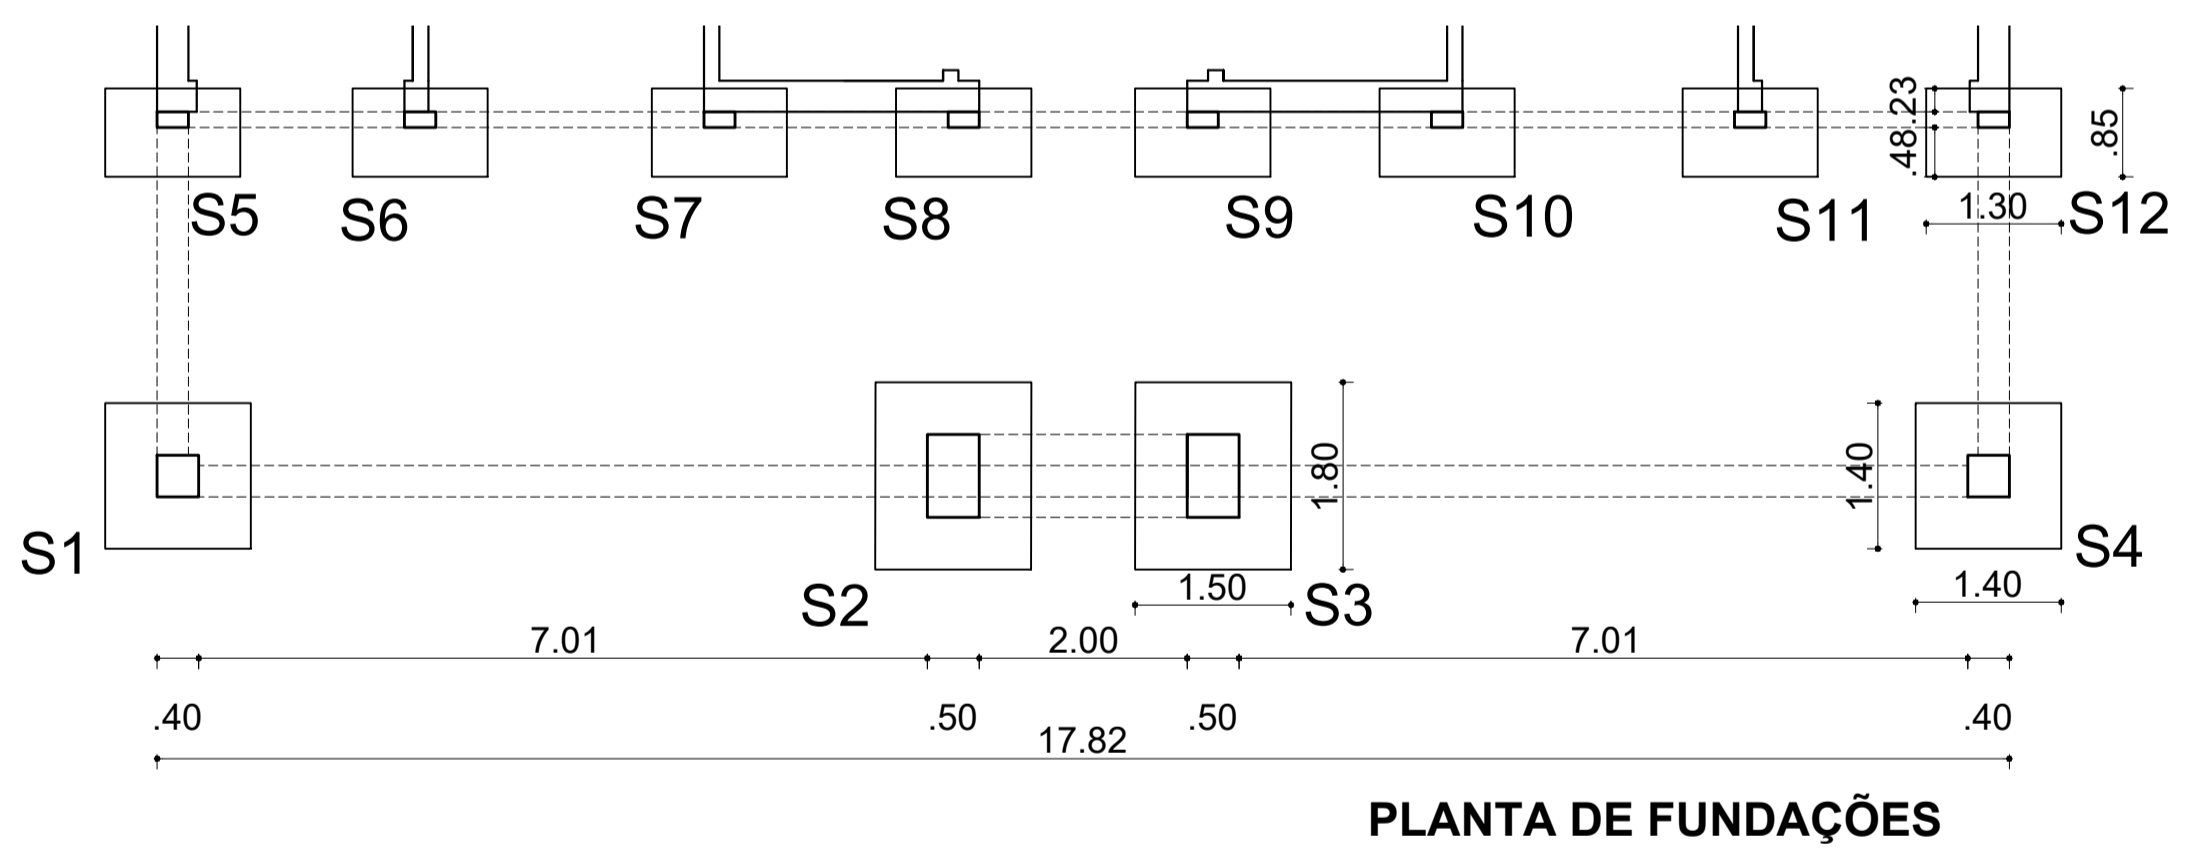 .48 .23
.85
S5 S6 S7 S8 S9 S10 S11 1.30 S12
1.80
1.40
S1 S2 1.50 S3 1.40 S4
7.01 2.00 7.01
.40 .50 .50 .40
17.82
PLANTA DE FUNDAÇÕES